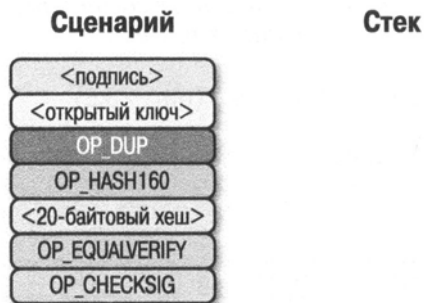 Сценарий Стек
<подпись>
<открытый ключ>
OP_DUP
OP_HASH160
<20-байтовый хеш>
OP_EQUALVERIFY
OP_CHECKSIG